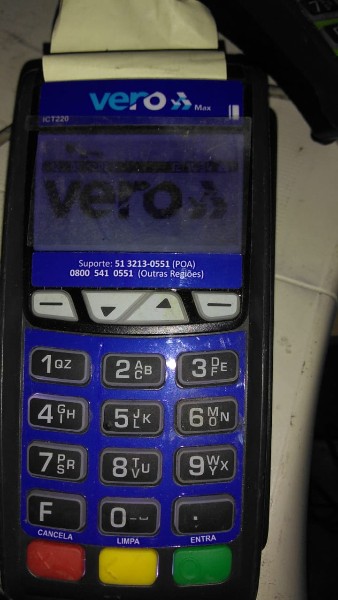 vero Max
ICT220
vero
Suporte: 51 3213-0551 (POA)
0800 541 0551 (Outras Regiões)
1 QZ 2 ABC 3 DEF
4 GHI 5 JKL 6 MNO
7 PRS 8 TUV 9 WXY
F 0 .
CANCELA LIMPA ENTRA